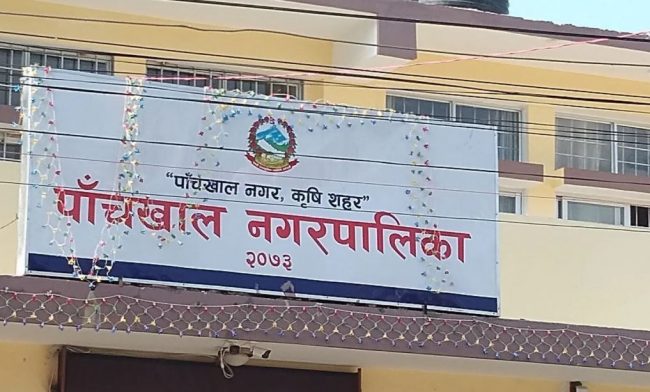 "पाँचखाल नगर, कृषि शहर"
पाँचखाल नगरपालिका
२०७३